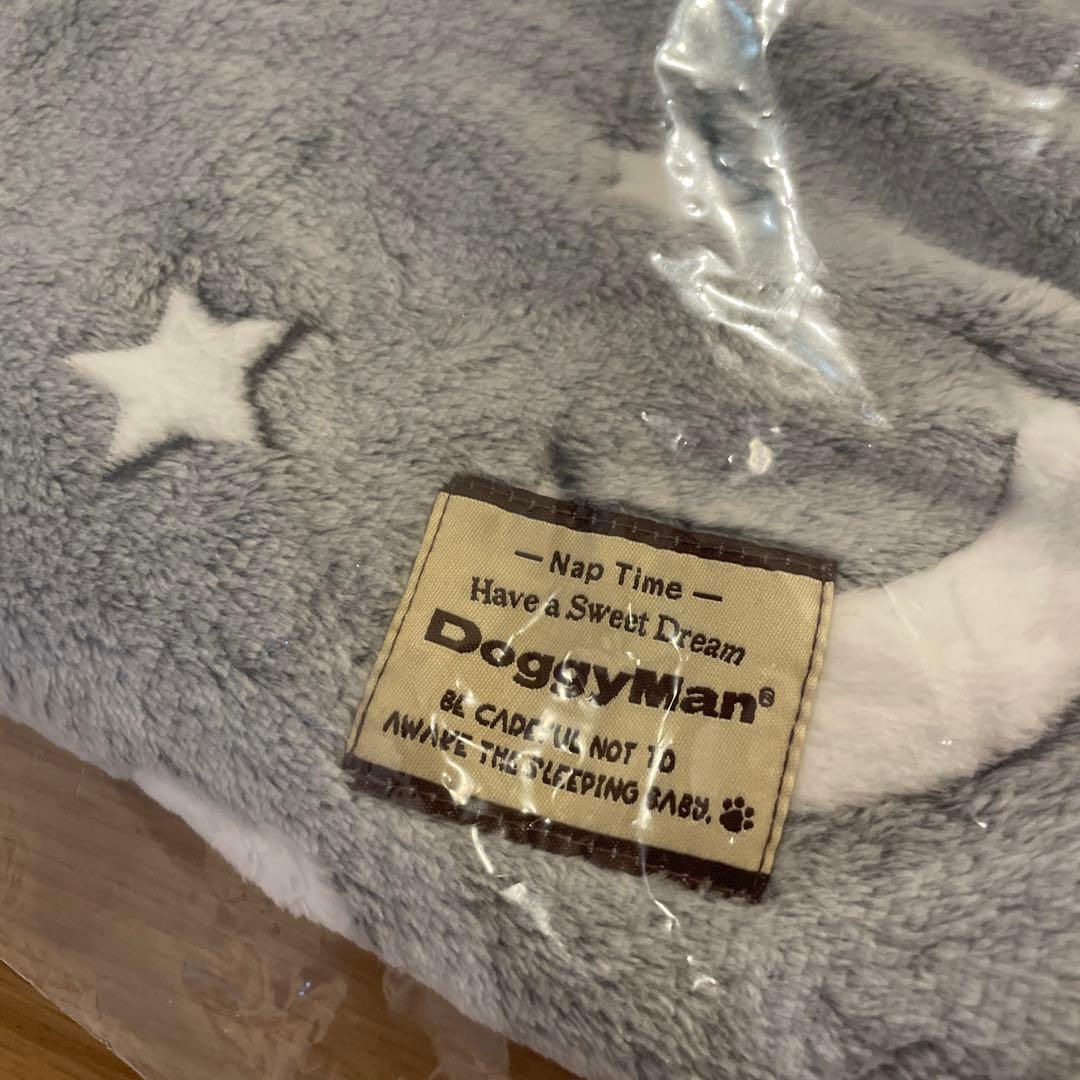 — Nap Time —
Have a Sweet Dream
DoggyMan®
BE CAREFUL NOT TO
AWAKE THE SLEEPING BABY.